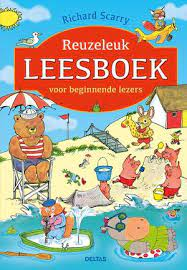 Richard Scarry
Reuzeleuk
LEESBOEK
voor beginnende lezers
DELTAS